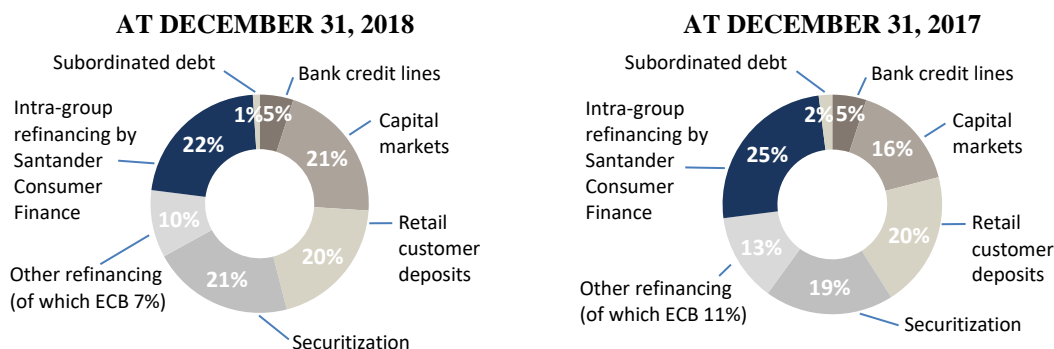 AT DECEMBER 31, 2018
Subordinated debt
Bank credit lines
Intra-group
refinancing by
Santander
Consumer
Finance
1%
5%
22%
21%
Capital
markets
10%
20%
Retail
customer
deposits
Other refinancing
(of which ECB 7%)
21%
Securitization
AT DECEMBER 31, 2017
Subordinated debt
Bank credit lines
Intra-group
refinancing by
Santander
Consumer
Finance
2%
5%
25%
16%
Capital
markets
13%
20%
Retail
customer
deposits
Other refinancing
(of which ECB 11%)
19%
Securitization